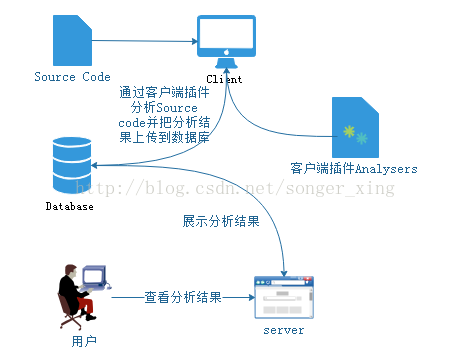 Source Code
Client
通过客户端插件
分析Source
code并把分析结
果上传到数据库
客户端插件Analysers
http://blog.csdn.net/songer_xing
Database
展示分析结果
查看分析结果
server
用户